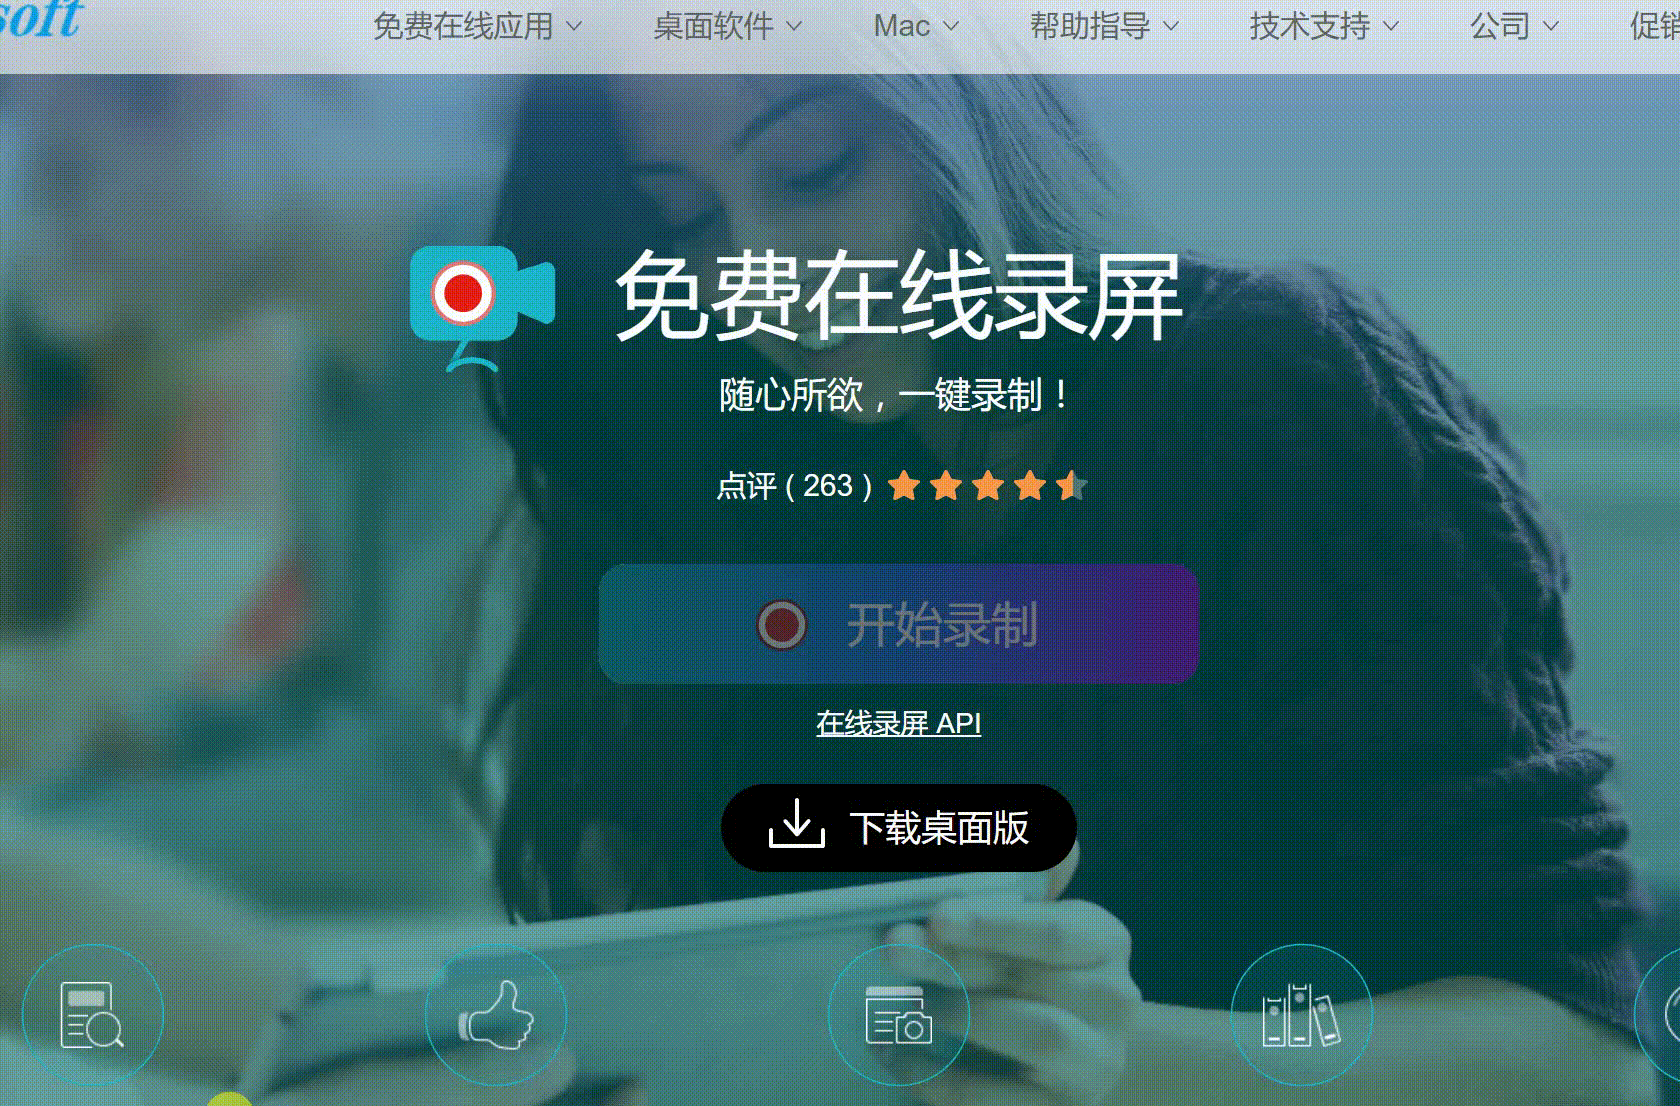 soft
免费在线应用 桌面软件 Mac 帮助指导 技术支持 公司 促销
免费在线录屏
随心所欲，一键录制！
点评 ( 263 )
开始录制
在线录屏 API
下载桌面版